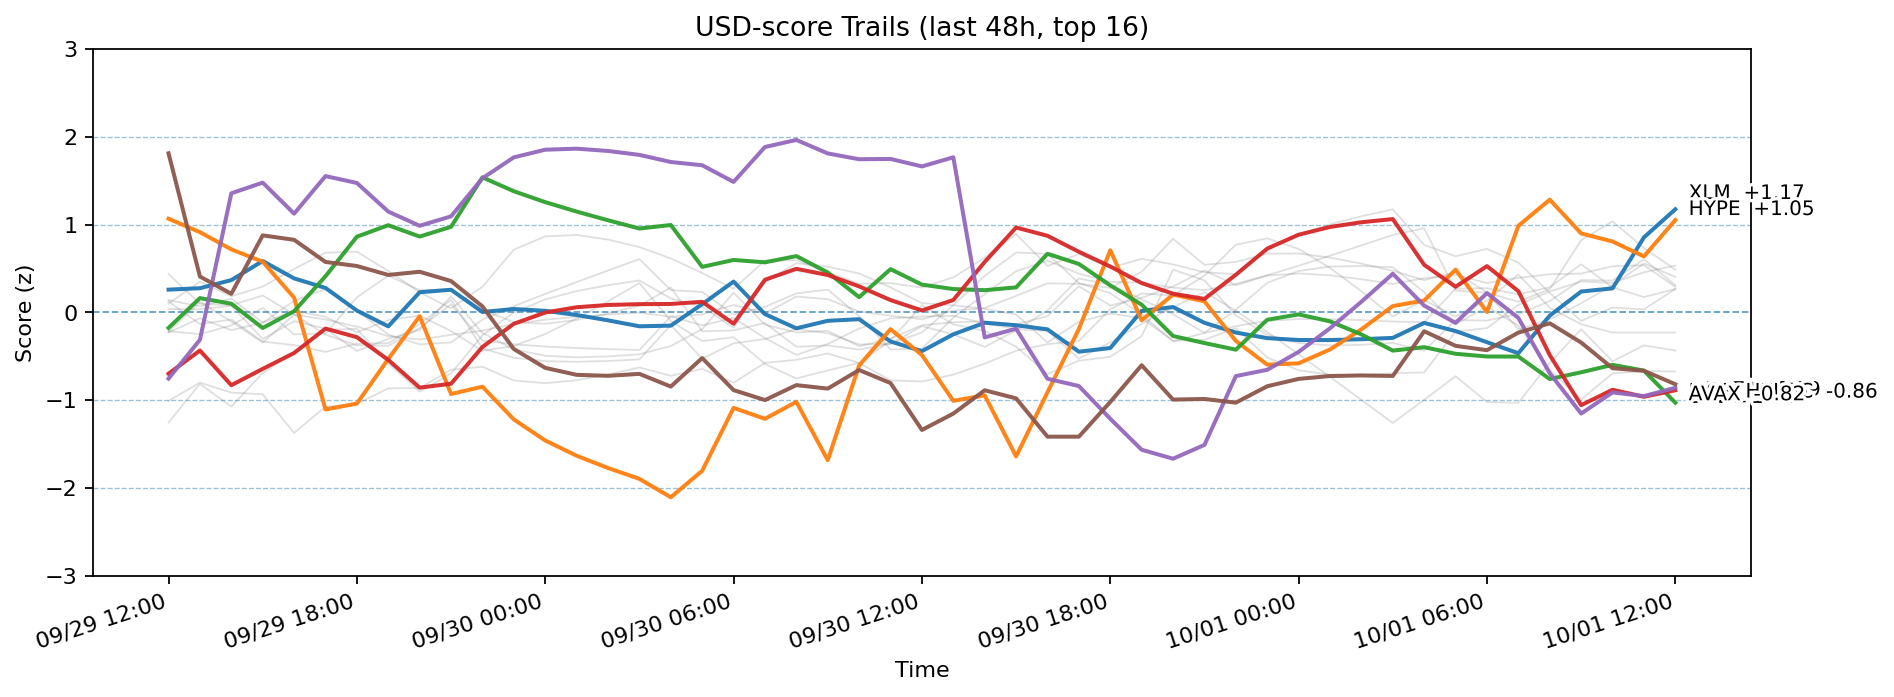 USD-score Trails (last 48h, top 16)
3
2
1
0
−1
−2
−3
Score (z)
XLM +1.17
HYPE +1.05
AVAX -0.82
-0.86
09/29 12:00
09/29 18:00
09/30 00:00
09/30 06:00
09/30 12:00
09/30 18:00
10/01 00:00
10/01 06:00
10/01 12:00
Time